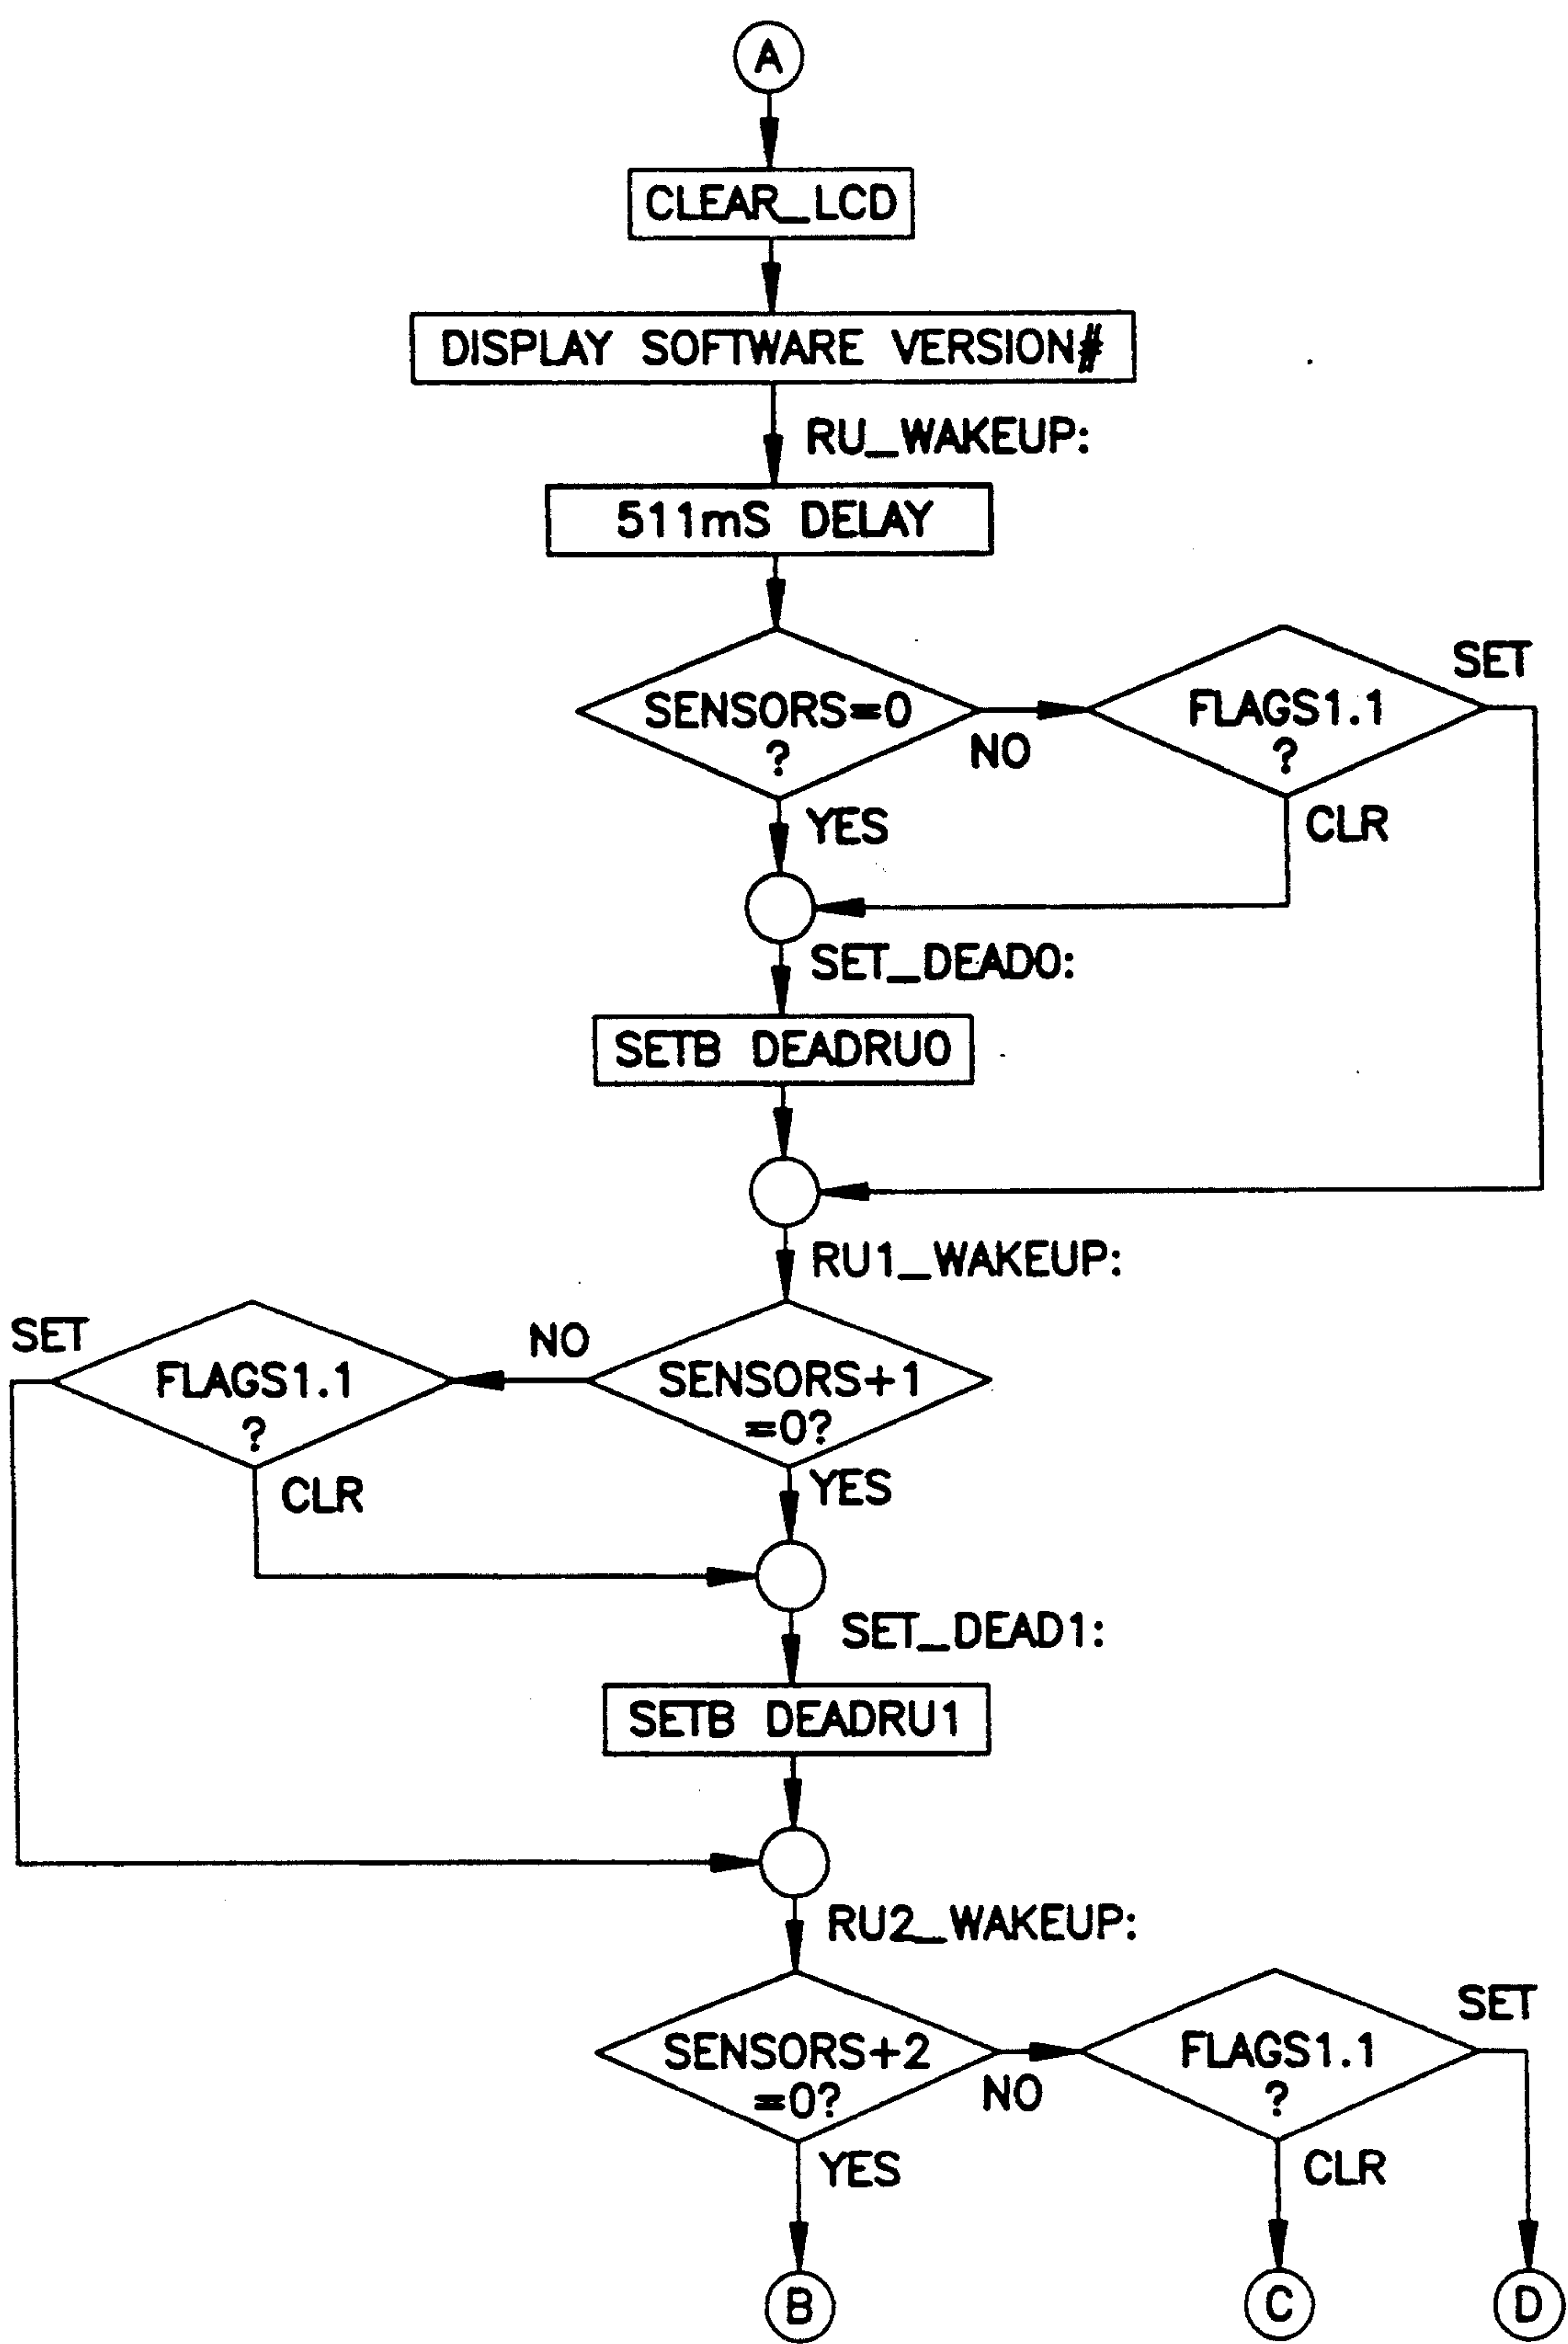 A
CLEAR_LCD
DISPLAY SOFTWARE VERSION#
RU_WAKEUP:
511mS DELAY
SENSORS=0
?
NO
YES
FLAGS1.1
?
SET
CLR
SET_DEAD0:
SETB DEADRU0
RU1_WAKEUP:
SENSORS+1
=0?
NO
YES
FLAGS1.1
?
SET
CLR
SET_DEAD1:
SETB DEADRU1
RU2_WAKEUP:
SENSORS+2
=0?
NO
YES
FLAGS1.1
?
SET
CLR
B
C
D